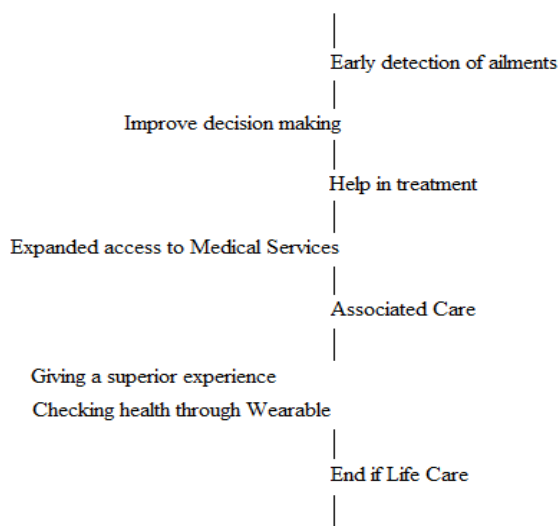 Early detection of ailments
Improve decision making
Help in treatment
Expanded access to Medical Services
Associated Care
Giving a superior experience
Checking health through Wearable
End if Life Care